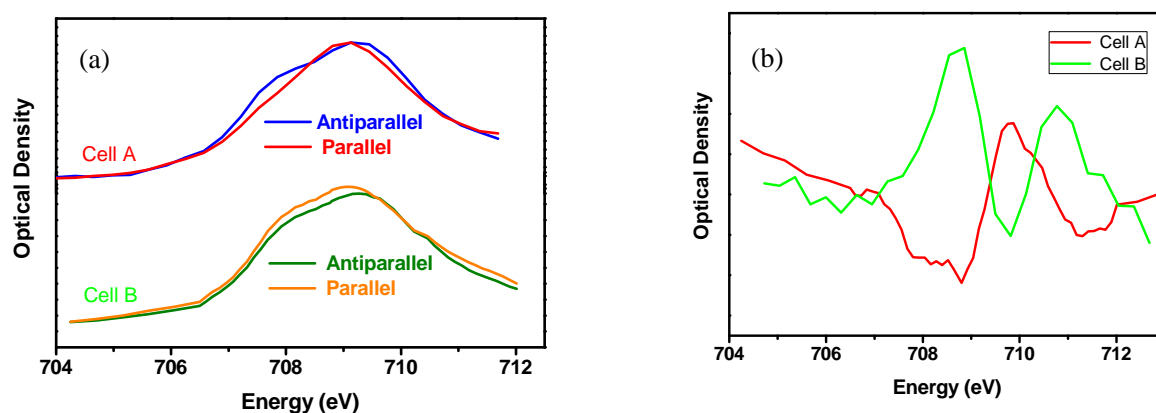 (a)
Antiparallel
Parallel
Cell A
Antiparallel
Parallel
Cell B
Optical Density
704 706 708 710 712
Energy (eV)
(b)
Cell A
Cell B
Optical Density
704 706 708 710 712
Energy (eV)